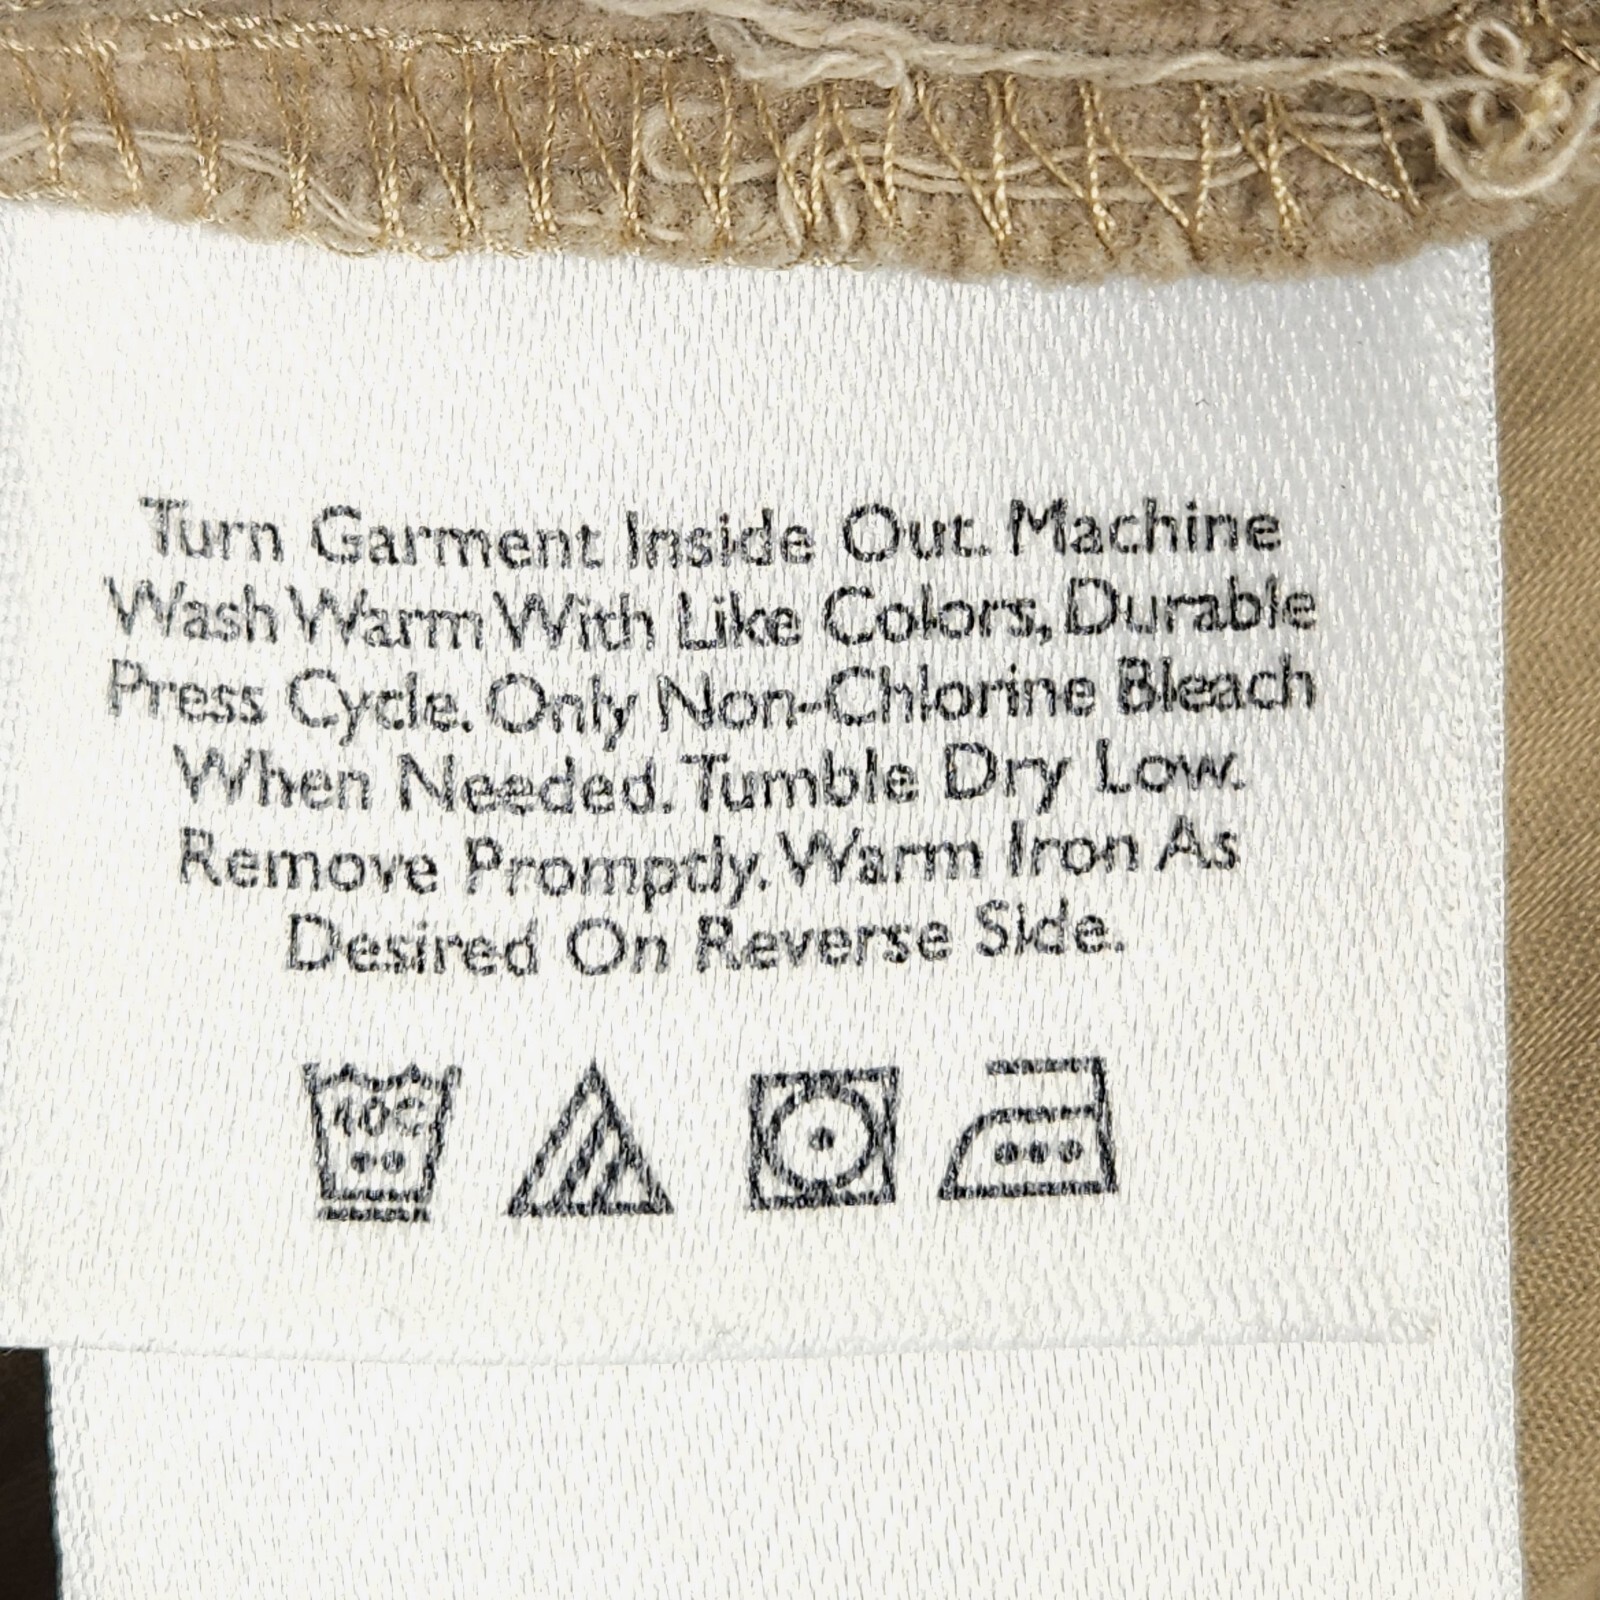 Turn Garment Inside Out. Machine
Wash Warm With Like Colors, Durable
Press Cycle. Only Non-Chlorine Bleach
When Needed. Tumble Dry Low.
Remove Promptly. Warm Iron As
Desired On Reverse Side.
40C